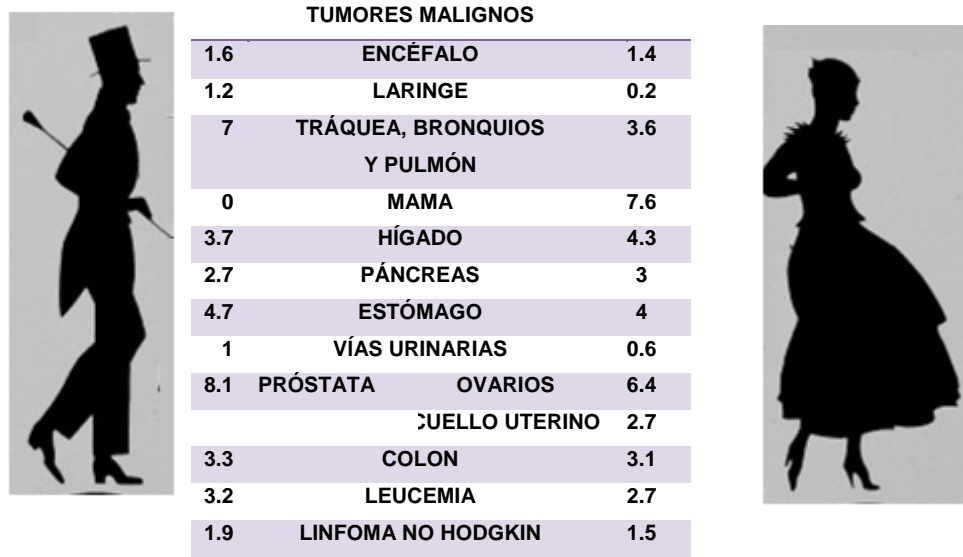 TUMORES MALIGNOS
1.6 ENCÉFALO 1.4
1.2 LARINGE 0.2
7 TRÁQUEA, BRONQUIOS 3.6
Y PULMÓN
0 MAMA 7.6
3.7 HÍGADO 4.3
2.7 PÁNCREAS 3
4.7 ESTÓMAGO 4
1 VÍAS URINARIAS 0.6
8.1 PRÓSTATA OVARIOS 6.4
CUELLO UTERINO 2.7
3.3 COLON 3.1
3.2 LEUCEMIA 2.7
1.9 LINFOMA NO HODGKIN 1.5